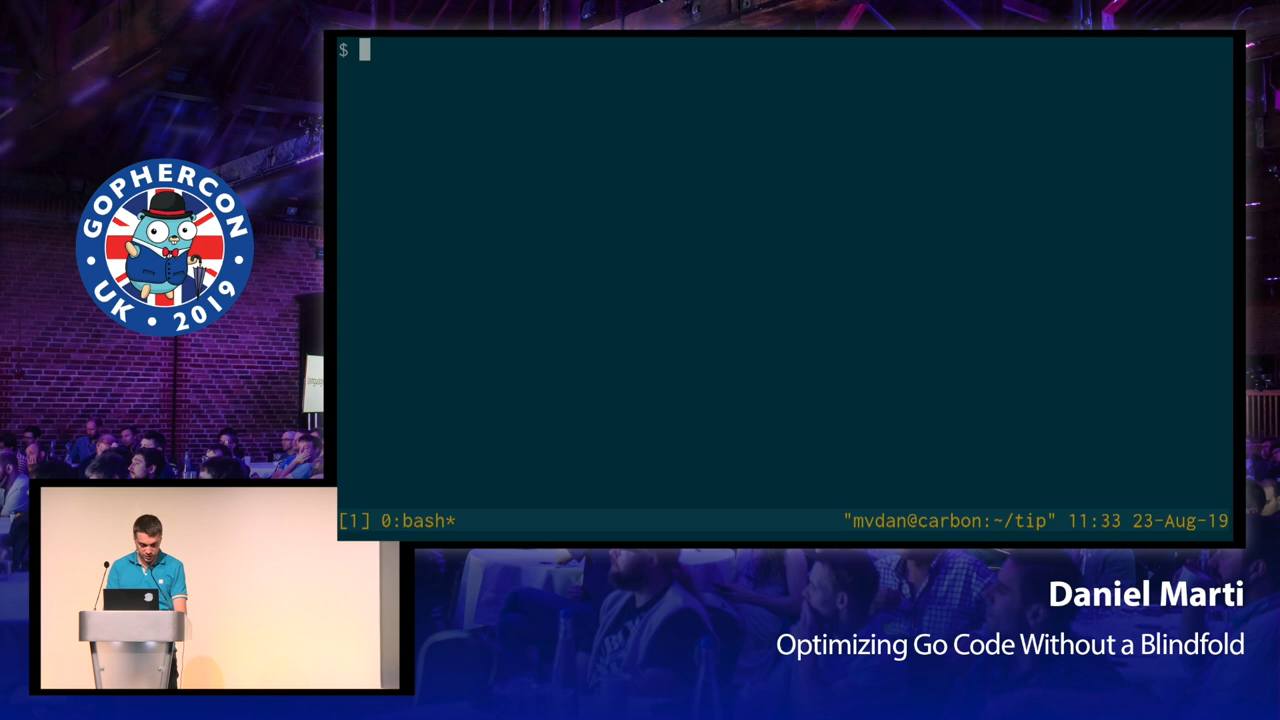 $
GOPHERCON
UK • 2019
[1] 0:bash*
"mvdan@carbon:~/tip" 11:33 23-Aug-19
Daniel Marti
Optimizing Go Code Without a Blindfold